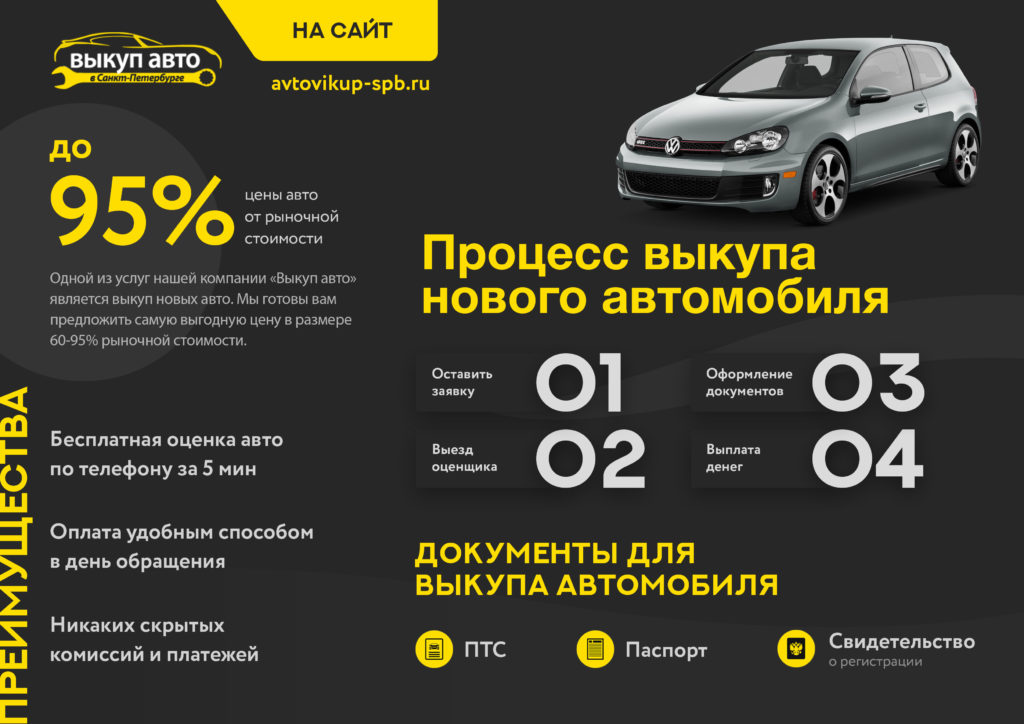 выкуп авто
в Санкт-Петербурге
НА САЙТ
avtovikup-spb.ru
до
95%
цены авто
от рыночной
стоимости
Одной из услуг нашей компании «Выкуп авто»
является выкуп новых авто. Мы готовы вам
предложить самую выгодную цену в размере
60-95% рыночной стоимости.
ПРЕИМУЩЕСТВА
Бесплатная оценка авто
по телефону за 5 мин
Оплата удобным способом
в день обращения
Никаких скрытых
комиссий и платежей
Процесс выкупа
нового автомобиля
Оставить
заявку
01
Выезд
оценщика
02
Оформление
документов
03
Выплата
денег
04
ДОКУМЕНТЫ ДЛЯ
ВЫКУПА АВТОМОБИЛЯ
ПТС
Паспорт
Свидетельство
о регистрации